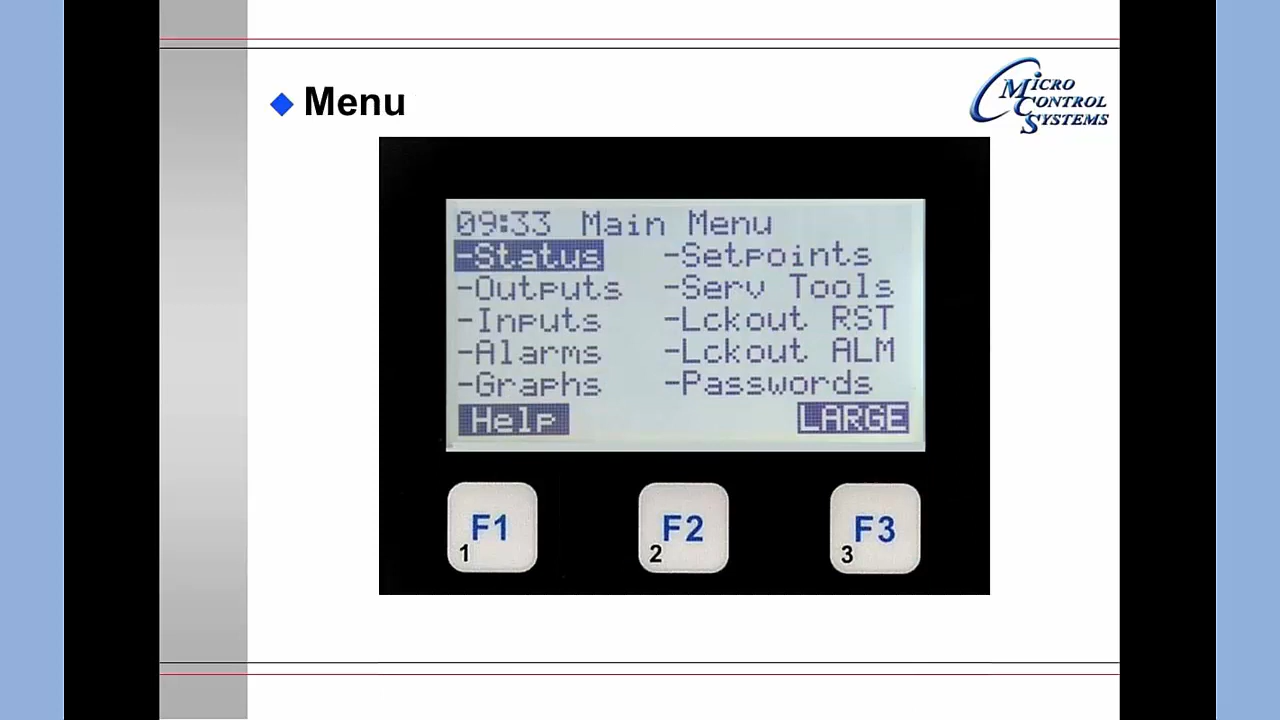 Menu
MICRO
CONTROL
SYSTEMS
09:33 Main Menu
-Status -Setpoints
-Outputs -Serv Tools
-Inputs -Lckout RST
-Alarms -Lckout ALM
-Graphs -Passwords
Help LARGE
F1 F2 F3
1 2 3